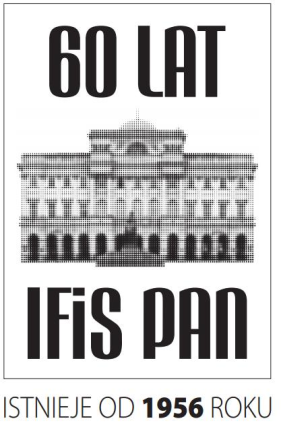 60 LAT
IFiS PAN
ISTNIEJE OD 1956 ROKU